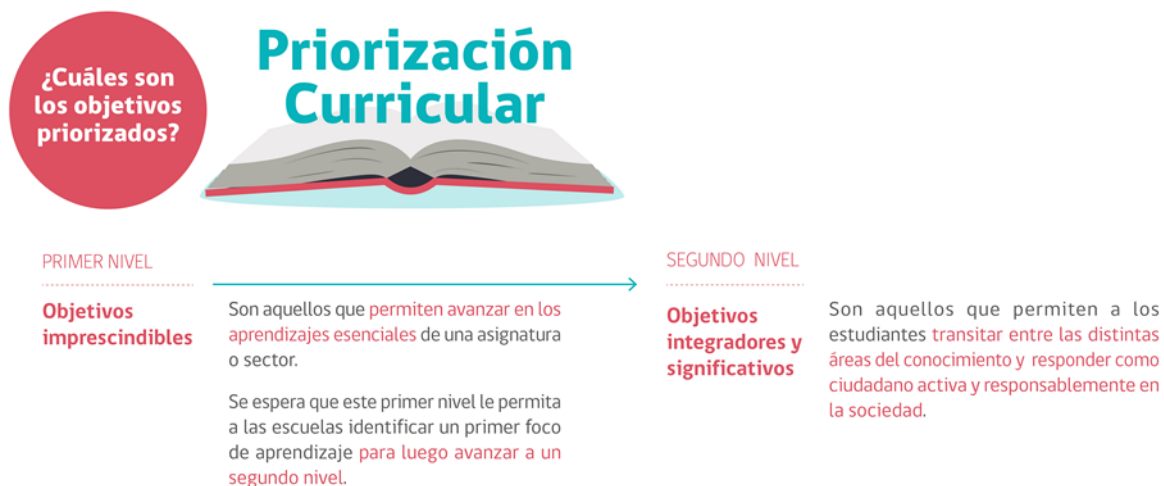 ¿Cuáles son
los objetivos
priorizados?
Priorización
Curricular
PRIMER NIVEL
Objetivos
imprescindibles
Son aquellos que permiten avanzar en los
aprendizajes esenciales de una asignatura
o sector.
Se espera que este primer nivel le permita
a las escuelas identificar un primer foco
de aprendizaje para luego avanzar a un
segundo nivel.
SEGUNDO NIVEL
Objetivos
integradores y
significativos
Son aquellos que permiten a los
estudiantes transitar entre las distintas
áreas del conocimiento y responder como
ciudadano activa y responsablemente en
la sociedad.